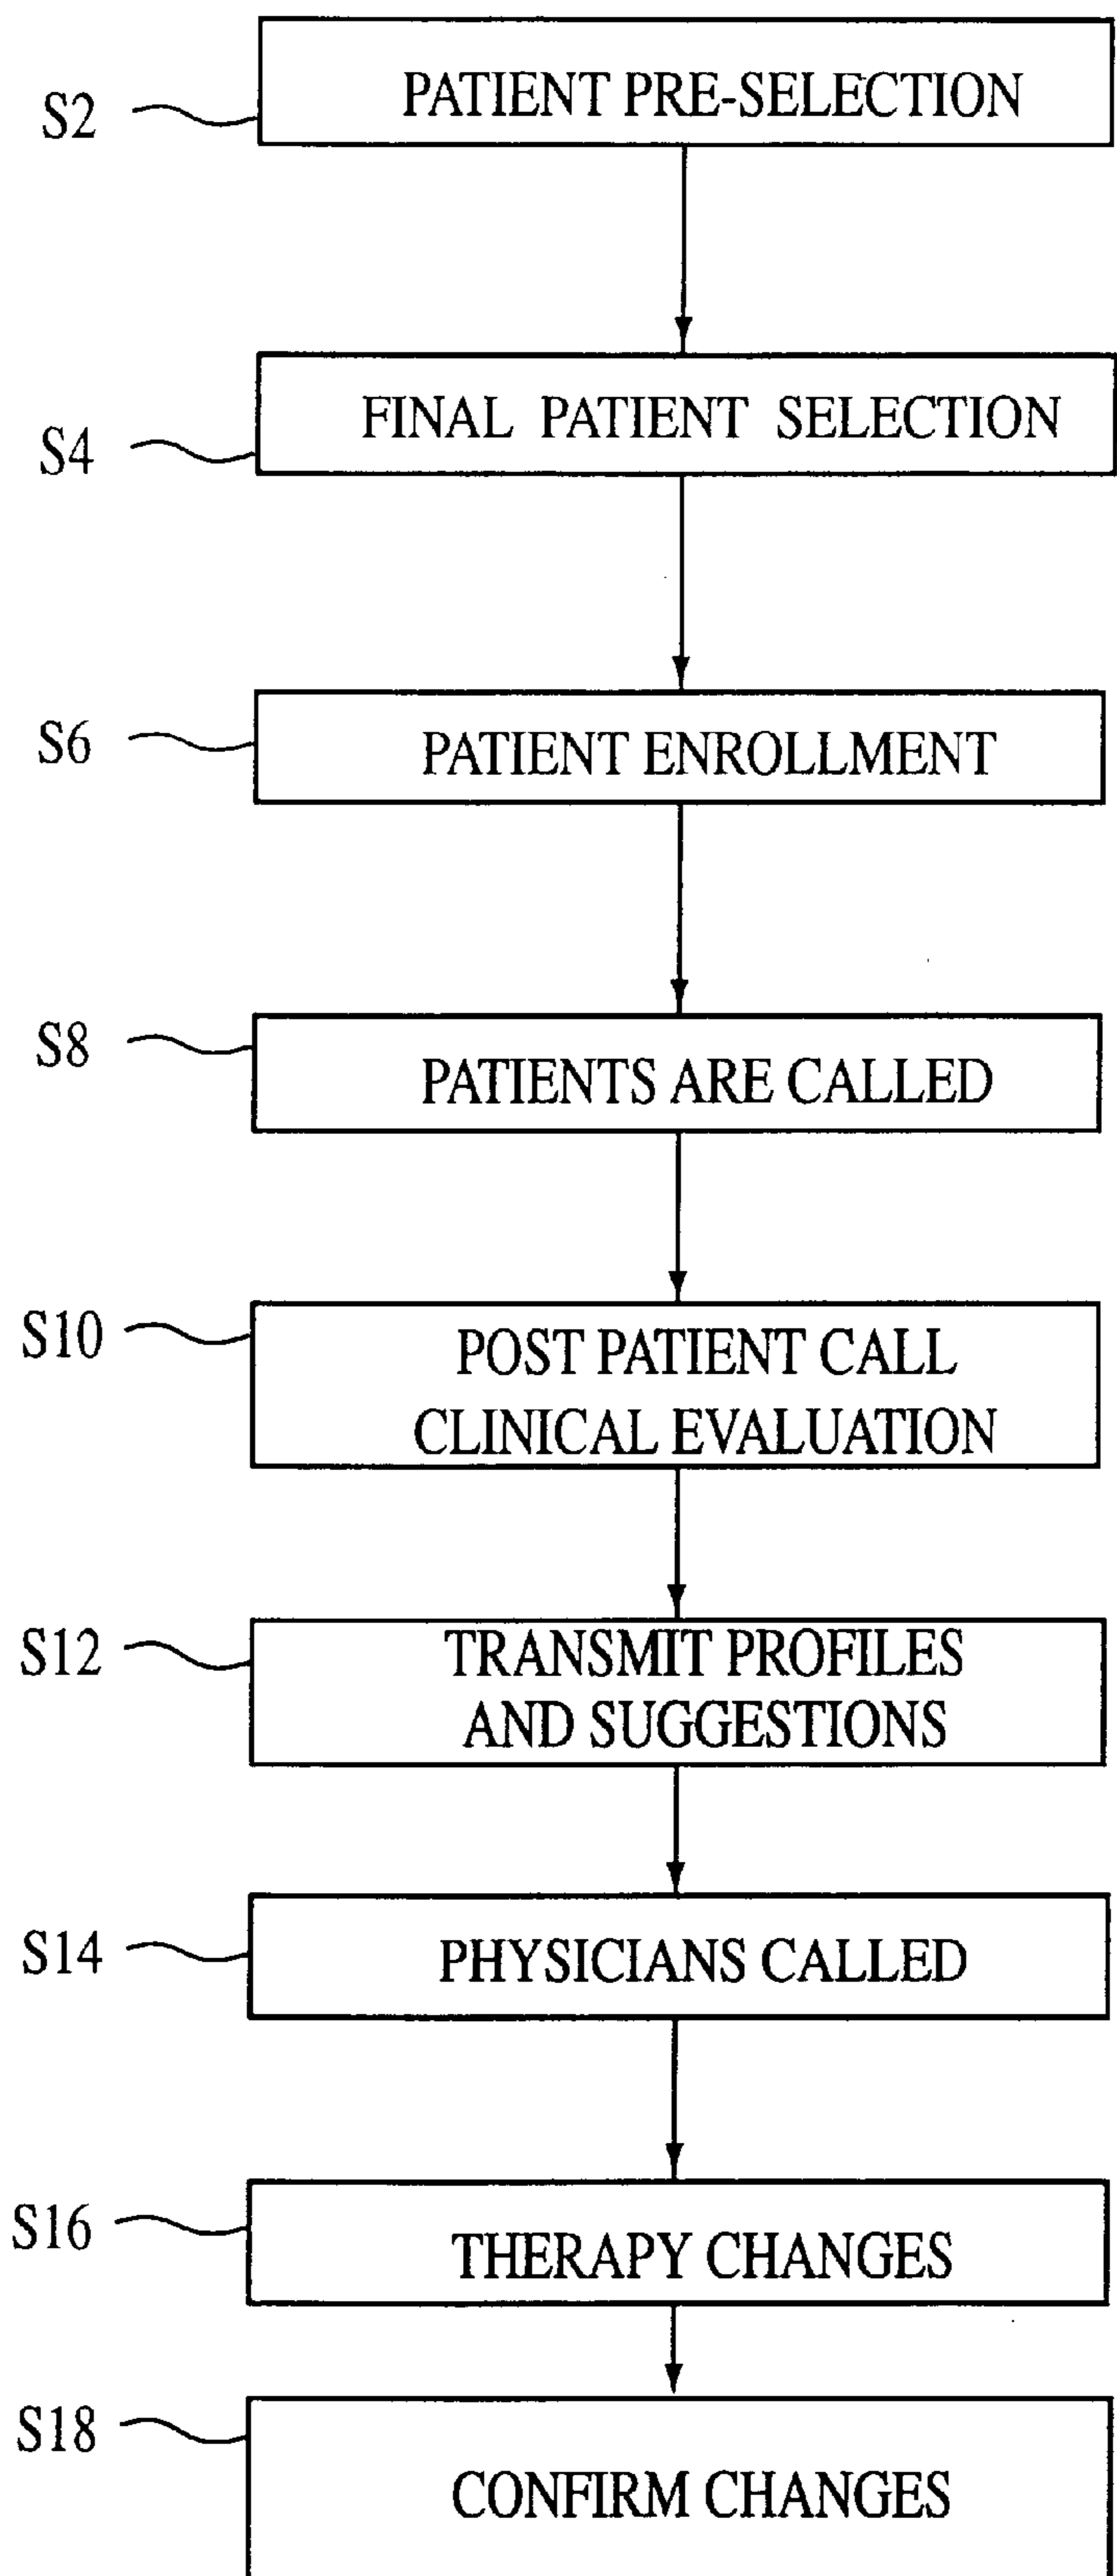 S2
PATIENT PRE-SELECTION
S4
FINAL PATIENT SELECTION
S6
PATIENT ENROLLMENT
S8
PATIENTS ARE CALLED
S10
POST PATIENT CALL
CLINICAL EVALUATION
S12
TRANSMIT PROFILES
AND SUGGESTIONS
S14
PHYSICIANS CALLED
S16
THERAPY CHANGES
S18
CONFIRM CHANGES